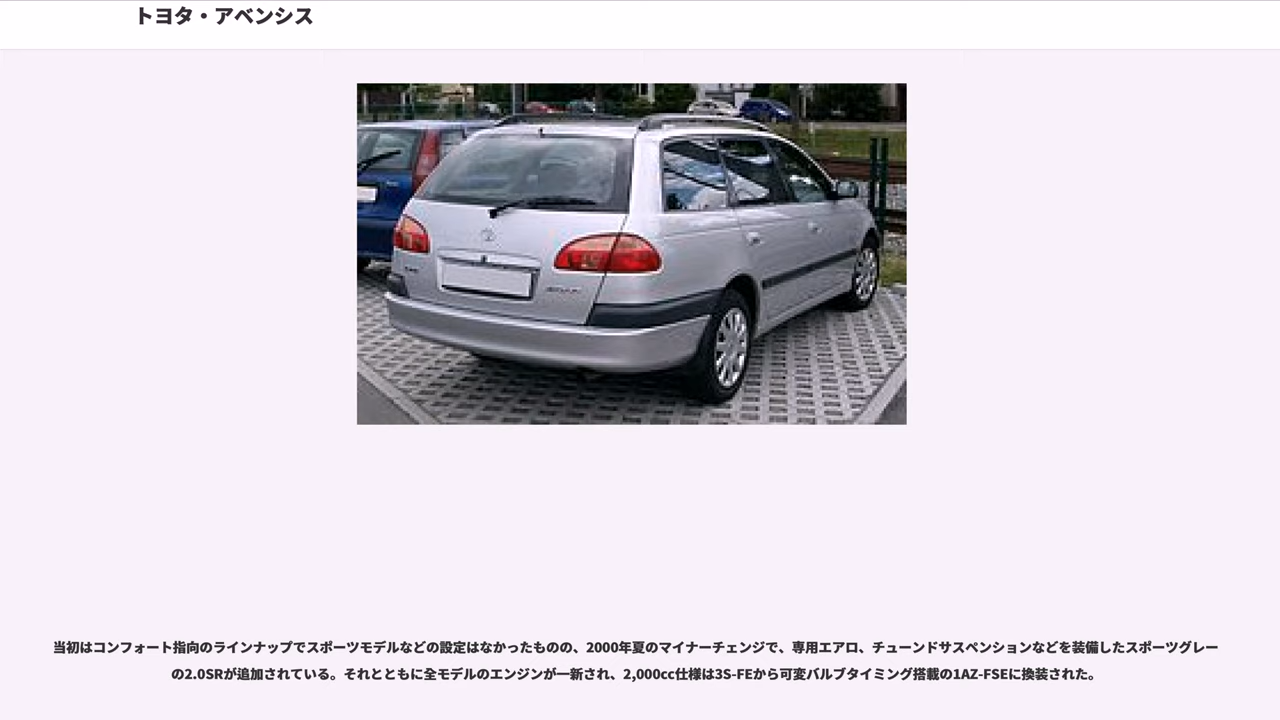 トヨタ・アベンシス
当初はコンフォート指向のラインナップでスポーツモデルなどの設定はなかったものの、2000年夏のマイナーチェンジで、専用エアロ、チューンドサスペンションなどを装備したスポーツグレー
の2.0SRが追加されている。それとともに全モデルのエンジンが一新され、2,000cc仕様は3S-FEから可変バルブタイミング搭載の1AZ-FSEに換装された。